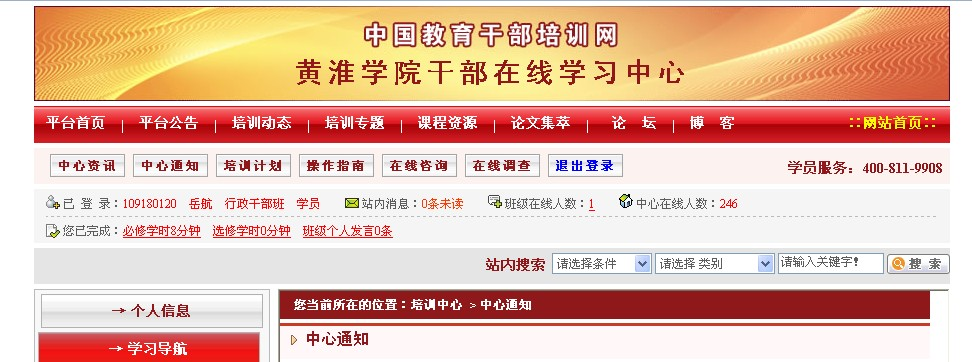 中国教育干部培训网
黄淮学院干部在线学习中心
平台首页 | 平台公告 | 培训动态 | 培训专题 | 课程资源 | 论文集萃 | 论 坛 | 博 客 ::网站首页::
中心资讯 中心通知 培训计划 操作指南 在线咨询 在线调查 退出登录 学员服务：400-811-9908
已 登 录：109180120 岳航 行政干部班 学员 站内消息：0条未读 班级在线人数：1 中心在线人数：246
您已完成：必修学时8分钟 选修学时0分钟 班级个人发言0条
站内搜索 请选择条件 请选择 类别 请输入关键字! 搜 索
→ 个人信息
您当前所在的位置：培训中心 > 中心通知
→ 学习导航
中心通知